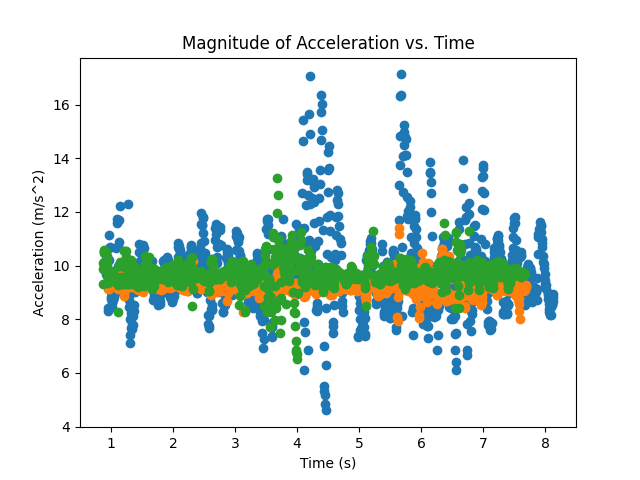 Magnitude of Acceleration vs. Time
Acceleration (m/s^2)
16
14
12
10
8
6
4
1 2 3 4 5 6 7 8
Time (s)